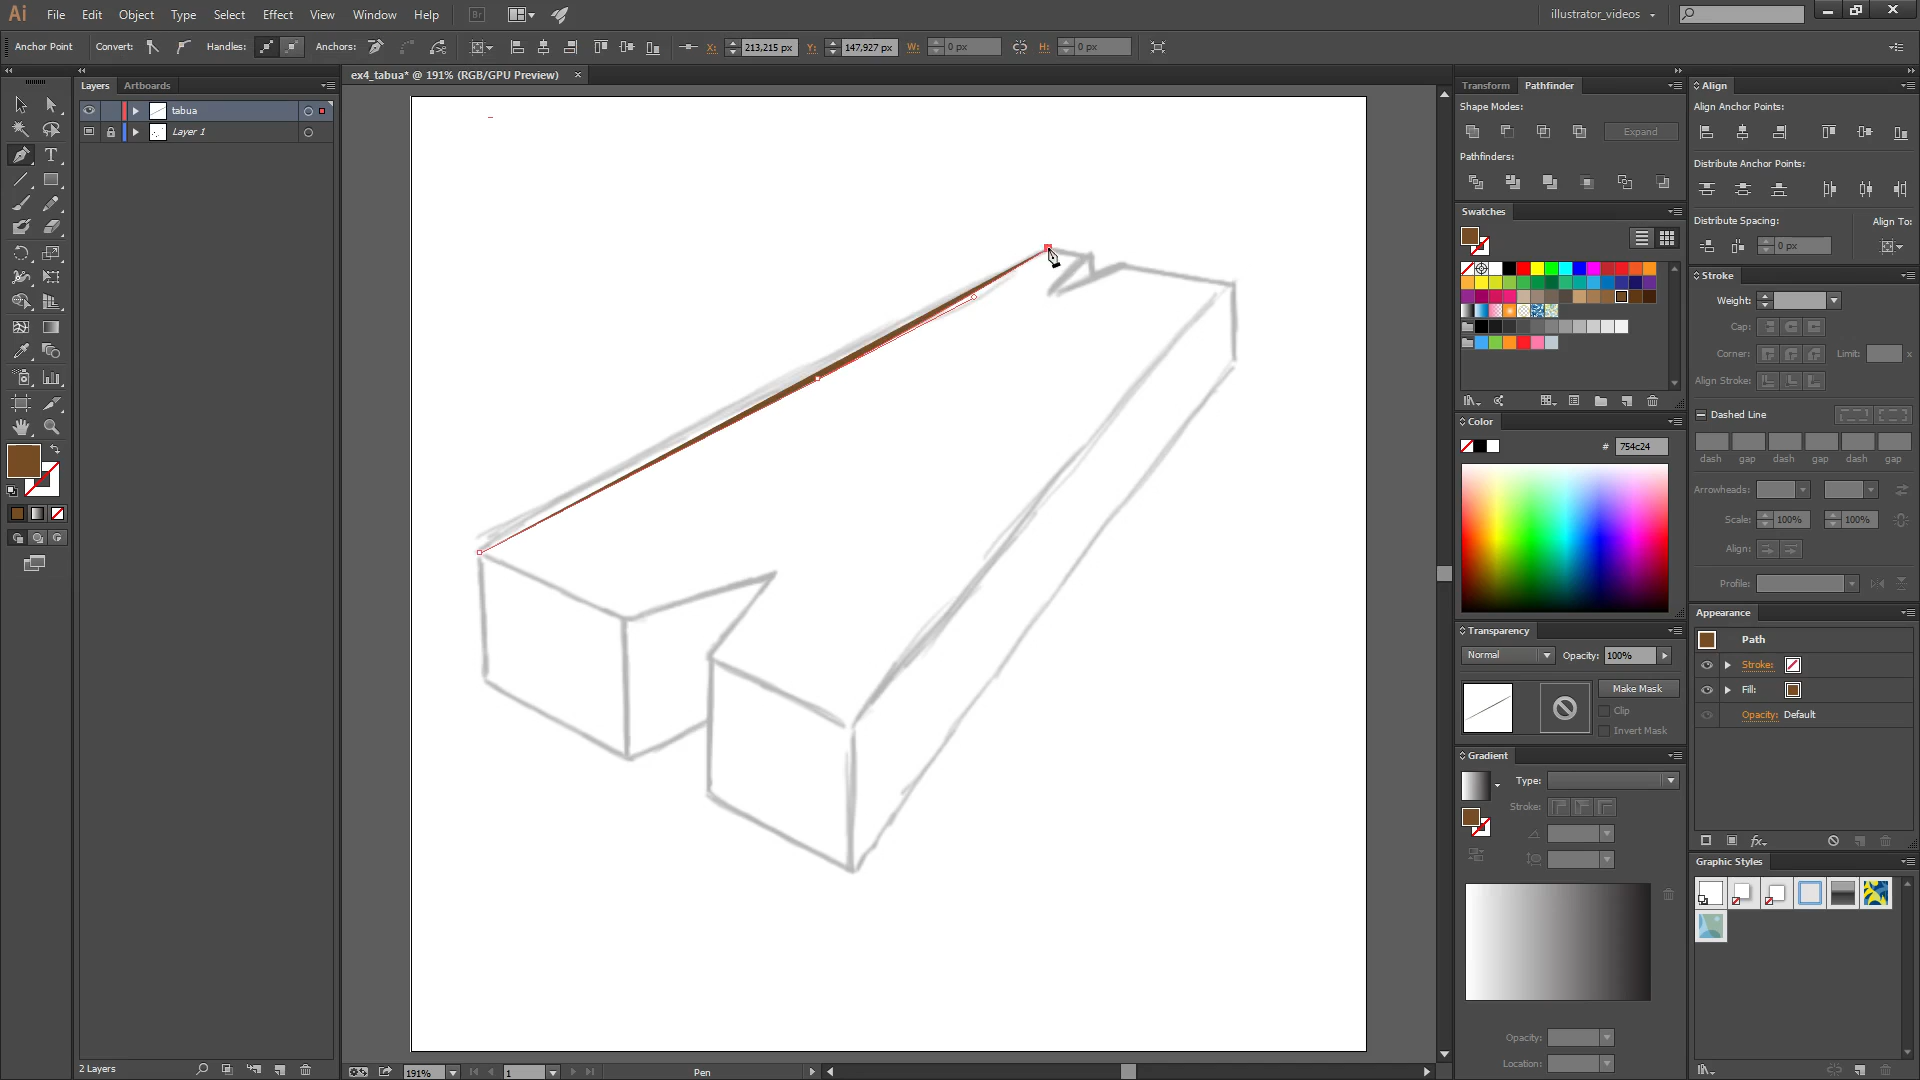 Ai File Edit Object Type Select Effect View Window Help Br illustrator_videos
Anchor Point Convert: Handles: Anchors: X: 213,215 px Y: 147,927 px W: 0 px H: 0 px
Layers Artboards
tabua
Layer 1
2 Layers
ex4_tabua* @ 191% (RGB/GPU Preview) ×
191% 1 Pen
Transform Pathfinder
Shape Modes:
Expand
Pathfinders:
Swatches
Color
# 754c24
Transparency
Normal Opacity: 100%
Make Mask
Clip
Invert Mask
Gradient
Type:
Stroke:
Opacity:
Location:
Align
Align Anchor Points:
Distribute Anchor Points:
Distribute Spacing: Align To:
0 px
Stroke
Weight:
Cap:
Corner: Limit: x
Align Stroke:
Dashed Line
dash gap dash gap dash gap
Arrowheads:
Scale: 100% 100%
Align:
Profile:
Appearance
Path
Stroke:
Fill:
Opacity: Default
fx
Graphic Styles